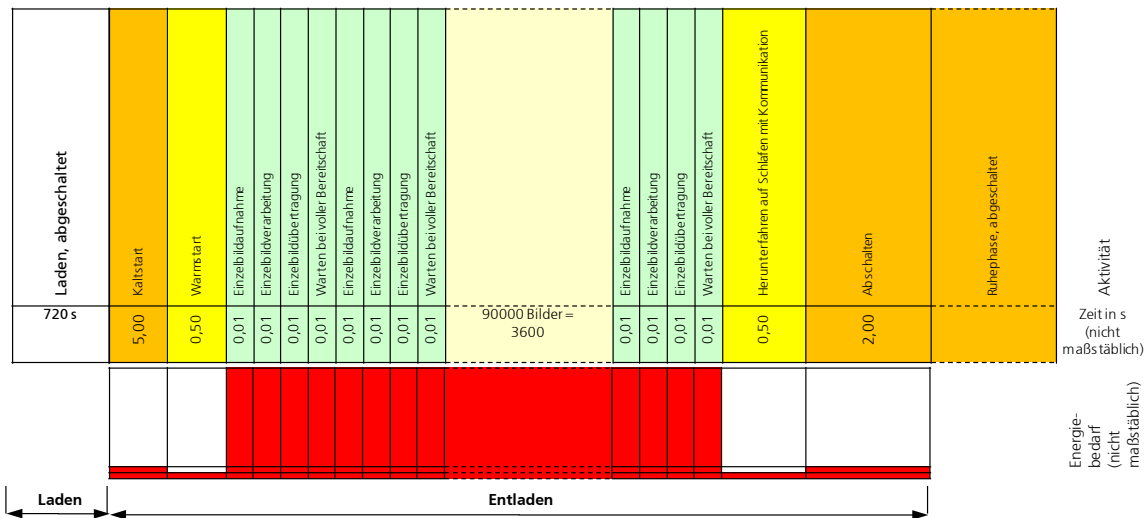 Laden, abgeschaltet
Kaltstart
Warmstart
Einzelbildaufnahme
Einzelbildverarbeitung
Einzelbildübertragung
Warten bei voller Bereitschaft
Einzelbildaufnahme
Einzelbildverarbeitung
Einzelbildübertragung
Warten bei voller Bereitschaft
Einzelbildaufnahme
Einzelbildverarbeitung
Einzelbildübertragung
Warten bei voller Bereitschaft
Herunterfahren auf Schlafen mit Kommunikation
Abschalten
Ruhephase, abgeschaltet
Aktivität
720 s
5,00
0,50
0,01
0,01
0,01
0,01
0,01
0,01
0,01
0,01
90000 Bilder =
3600
0,01
0,01
0,01
0,01
0,50
2,00
Zeit in s
(nicht
maßstäblich)
Energie-
bedarf
(nicht
maßstäblich)
Laden
Entladen